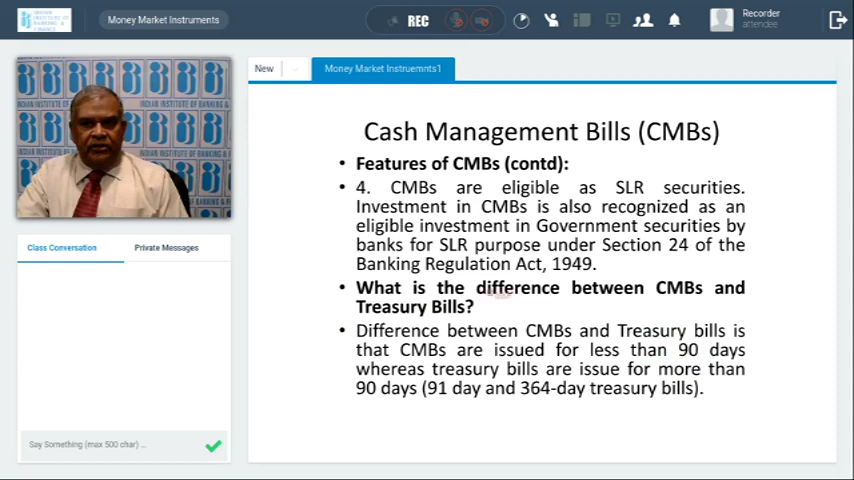 INDIAN
INSTITUTE OF
BANKING &
FINANCE
Money Market Instruments
REC
Recorder
attendee
INDIAN INSTITUTE OF BANKING &
New
Money Market Instruemnts1
Cash Management Bills (CMBs)
• Features of CMBs (contd):
• 4. CMBs are eligible as SLR securities.
Investment in CMBs is also recognized as an
eligible investment in Government securities by
banks for SLR purpose under Section 24 of the
Banking Regulation Act, 1949.
• What is the difference between CMBs and
Treasury Bills?
• Difference between CMBs and Treasury bills is
that CMBs are issued for less than 90 days
whereas treasury bills are issue for more than
90 days (91 day and 364-day treasury bills).
Class Conversation
Private Messages
Say Something (max 500 char) ...